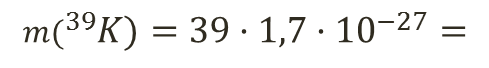 m(³⁹K) = 39 · 1,7 · 10⁻²⁷ =